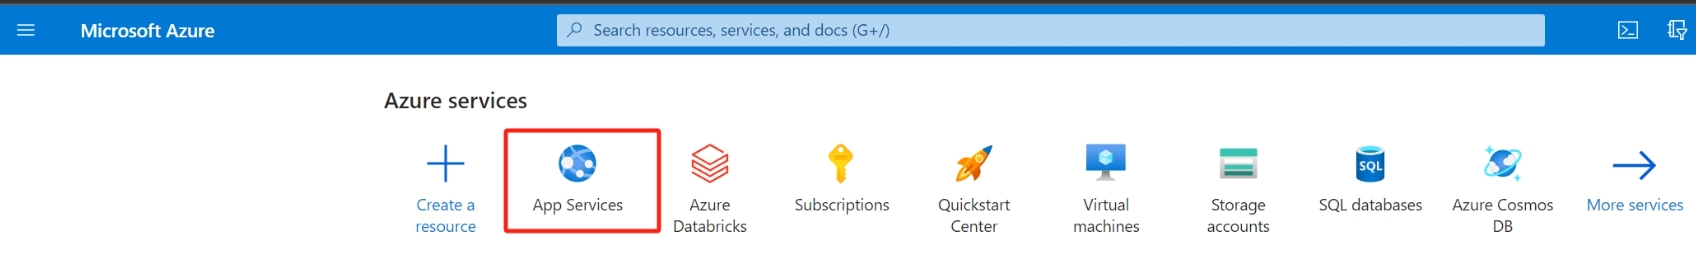 Microsoft Azure
Search resources, services, and docs (G+/)
Azure services
Create a
resource
App Services
Azure
Databricks
Subscriptions
Quickstart
Center
Virtual
machines
Storage
accounts
SQL
SQL databases
Azure Cosmos
DB
More services